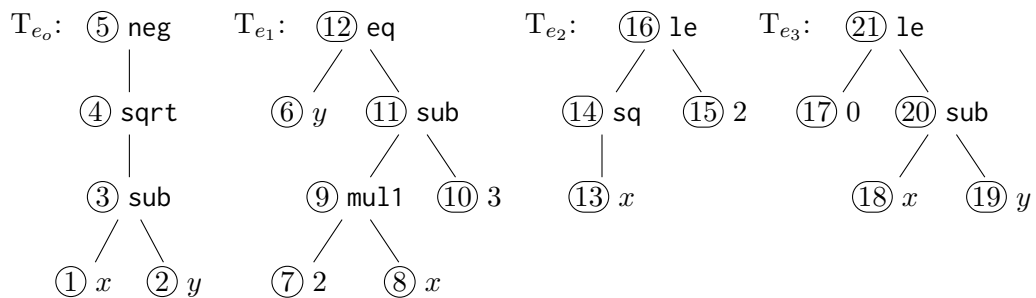 T_{e_o}: 5 neg T_{e_1}: 12 eq T_{e_2}: 16 le T_{e_3}: 21 le
4 sqrt 6 y 11 sub 14 sq 15 2 17 0 20 sub
3 sub 9 mul1 10 3 13 x 18 x 19 y
1 x 2 y 7 2 8 x